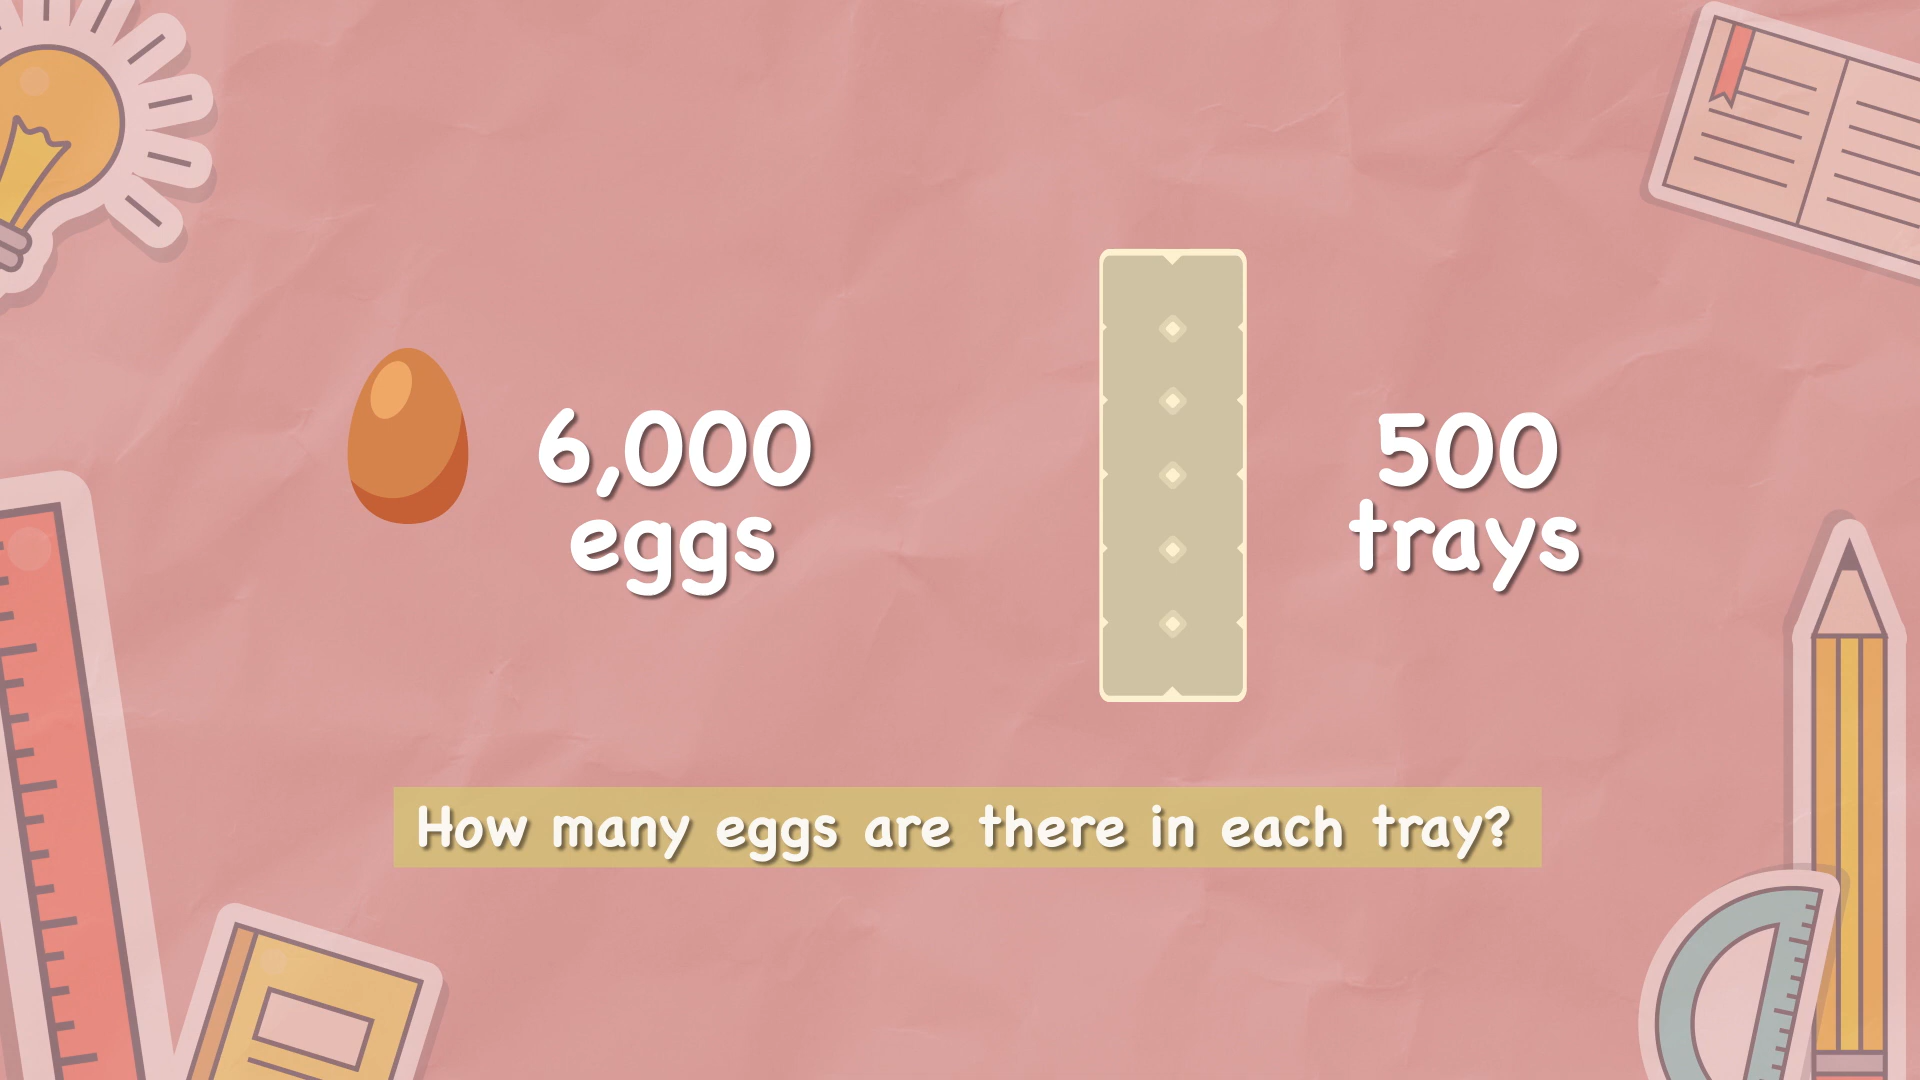 6,000
eggs
500
trays
How many eggs are there in each tray?